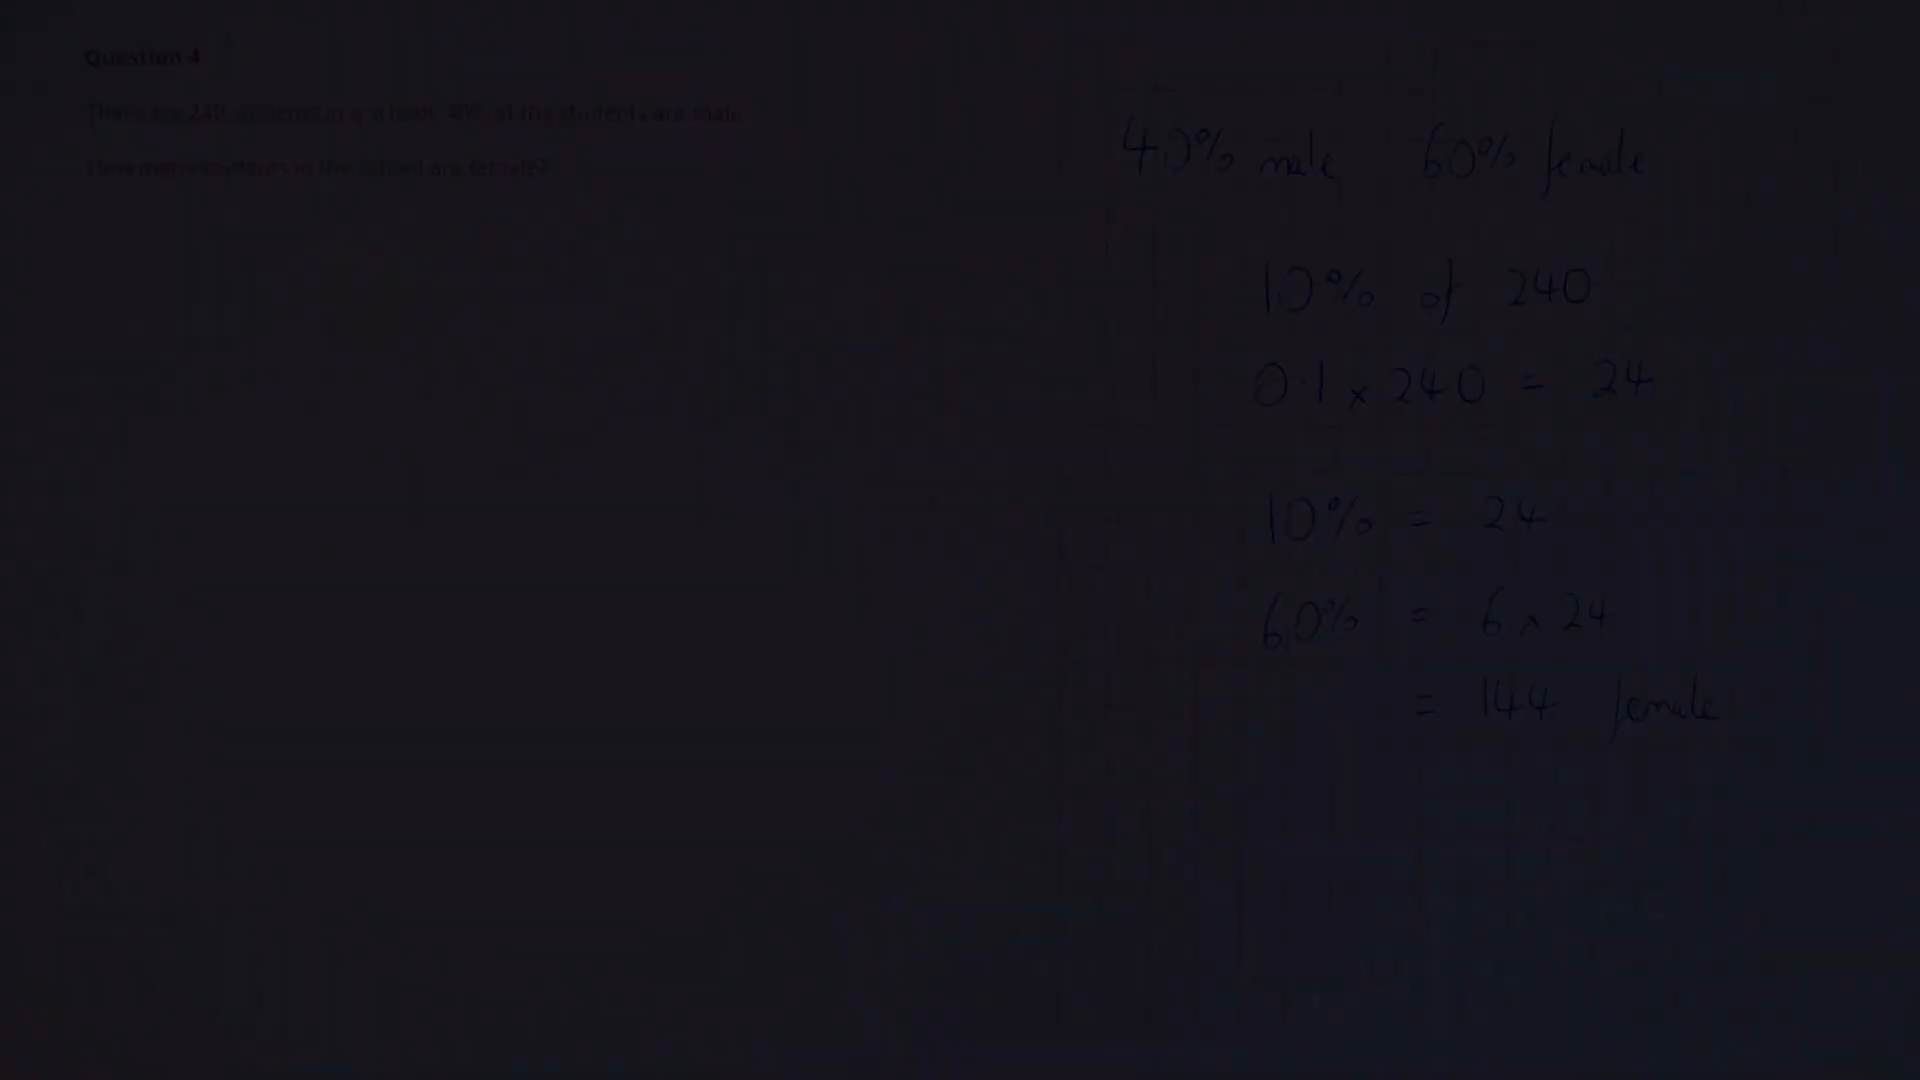 Question 4
There are 240 students in a school. 40% of the students are male.
How many students in the school are female?
40% male 60% female
10% of 240
0.1 x 240 = 24
10% = 24
60% = 6 x 24
= 144 female